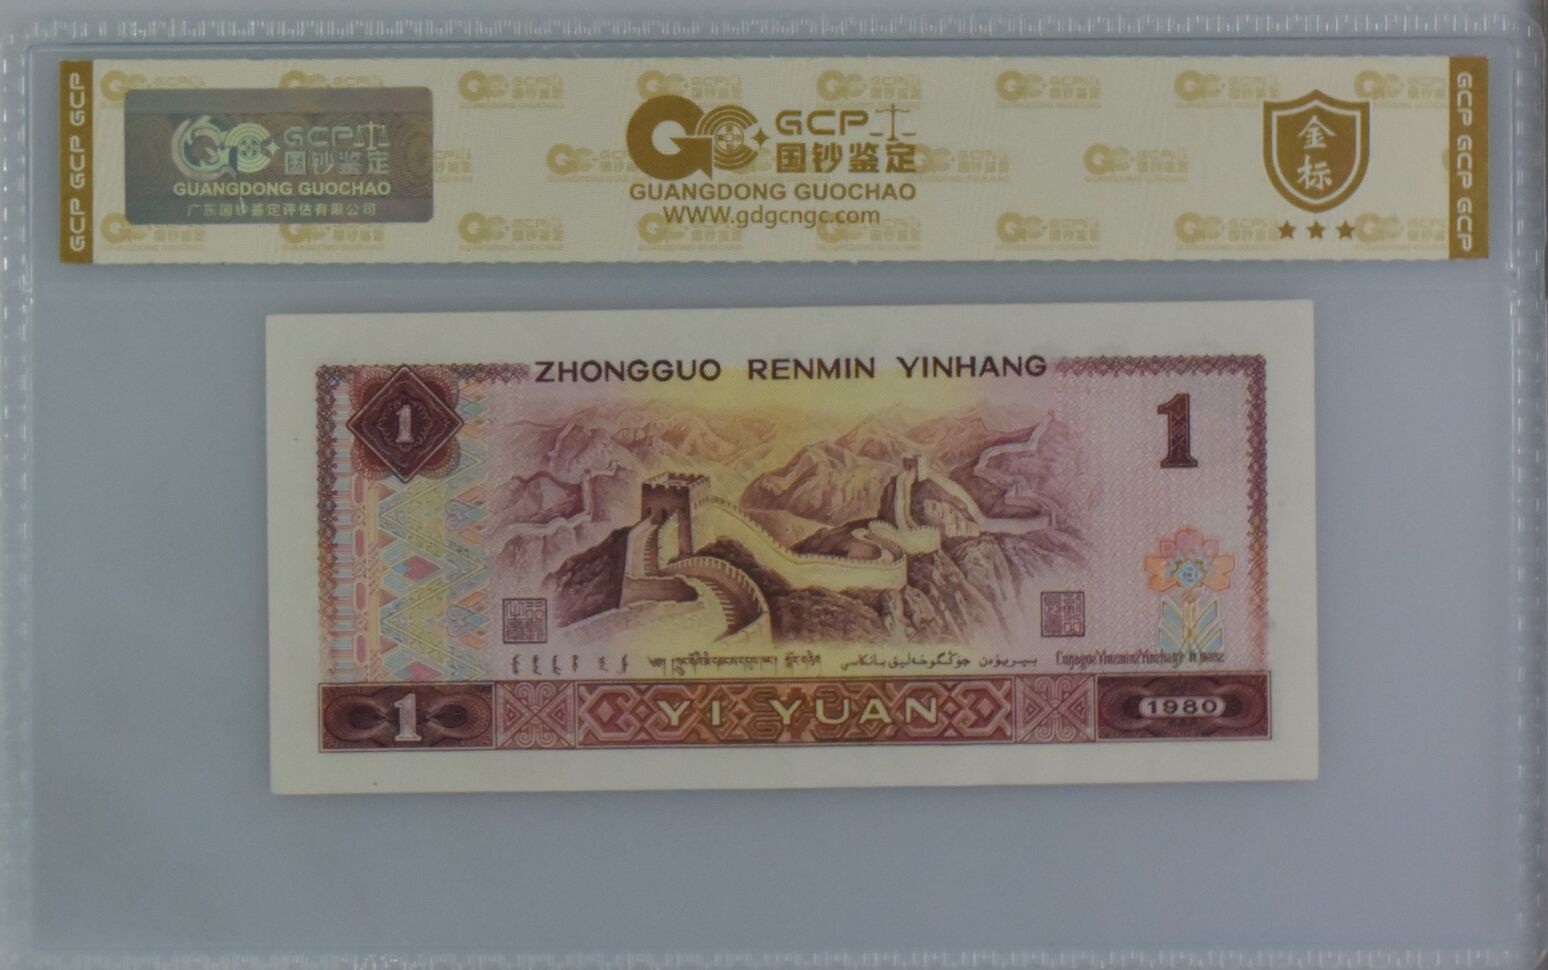 GCP GCP GCP
GCP
国钞鉴定
GUANGDONG GUOCHAO
广东国钞鉴定评估有限公司
GCP
国钞鉴定
GUANGDONG GUOCHAO
WWW.gdgcngc.com
金
标
GCP GCP GCP
ZHONGGUO RENMIN YINHANG
1
1
1
YI YUAN
1980